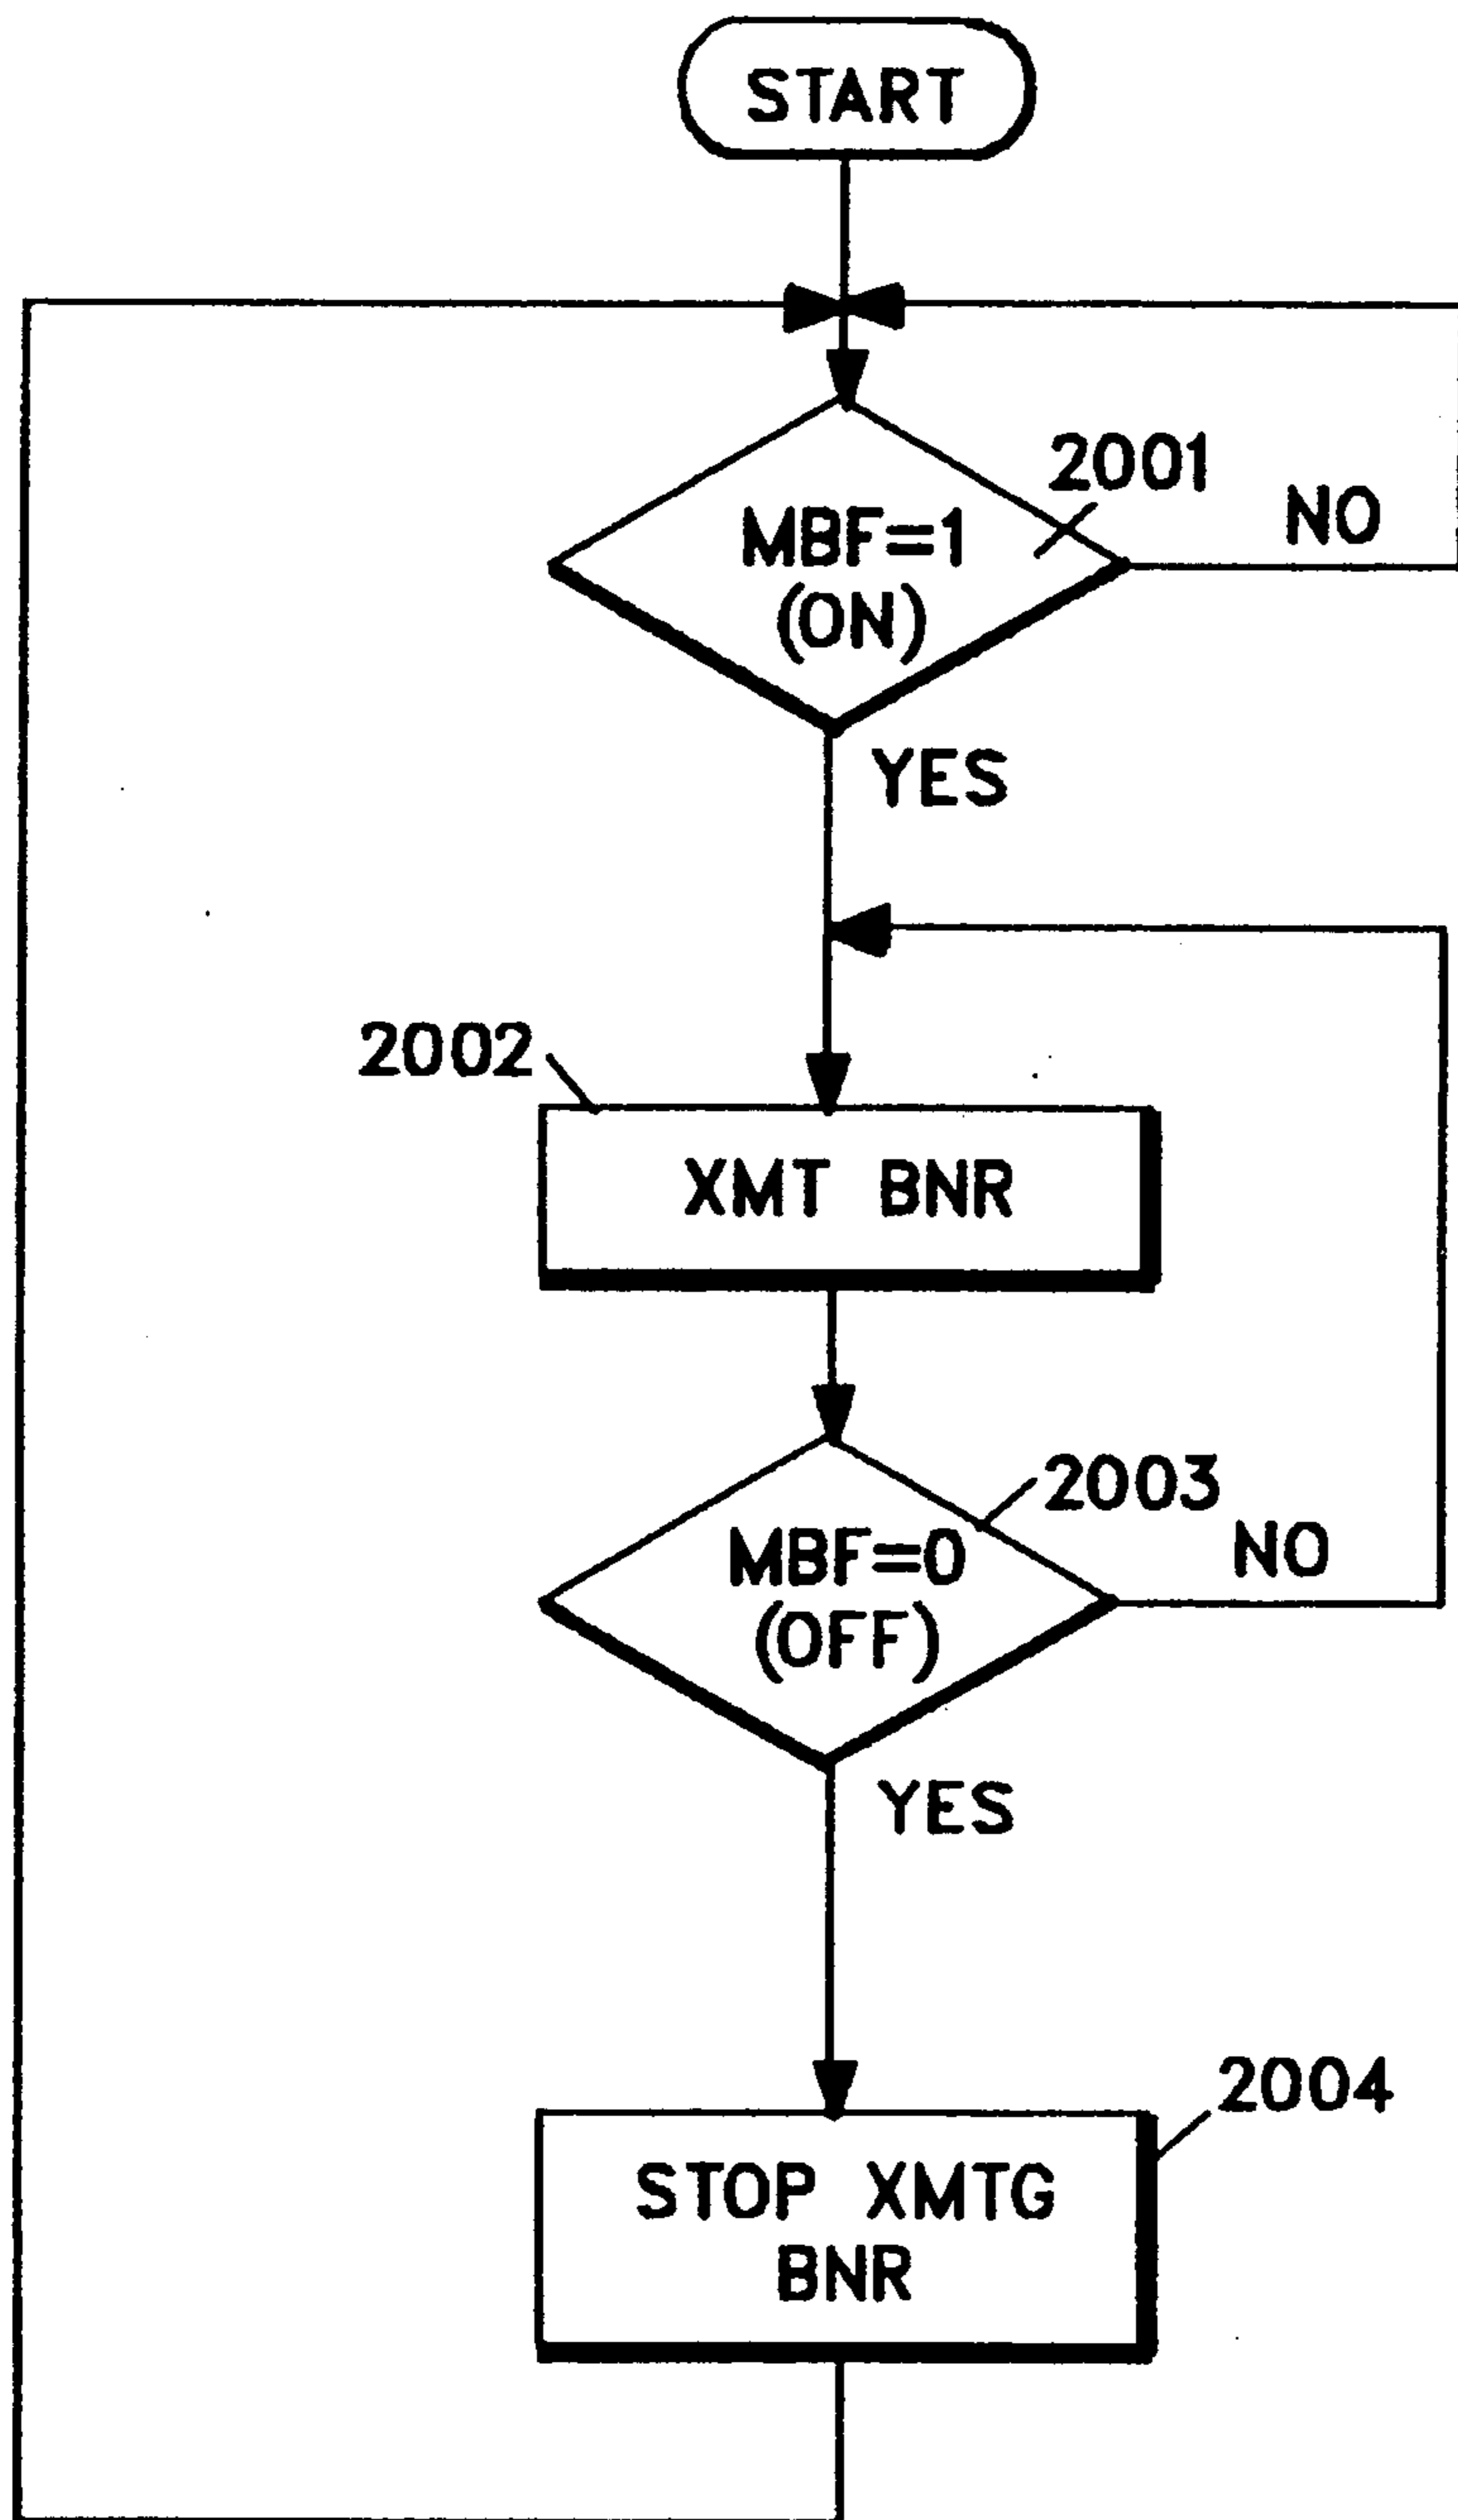 START
2001
NO
MBF=1
(ON)
YES
2002
XMT BNR
2003
NO
MBF=0
(OFF)
YES
2004
STOP XMTG
BNR